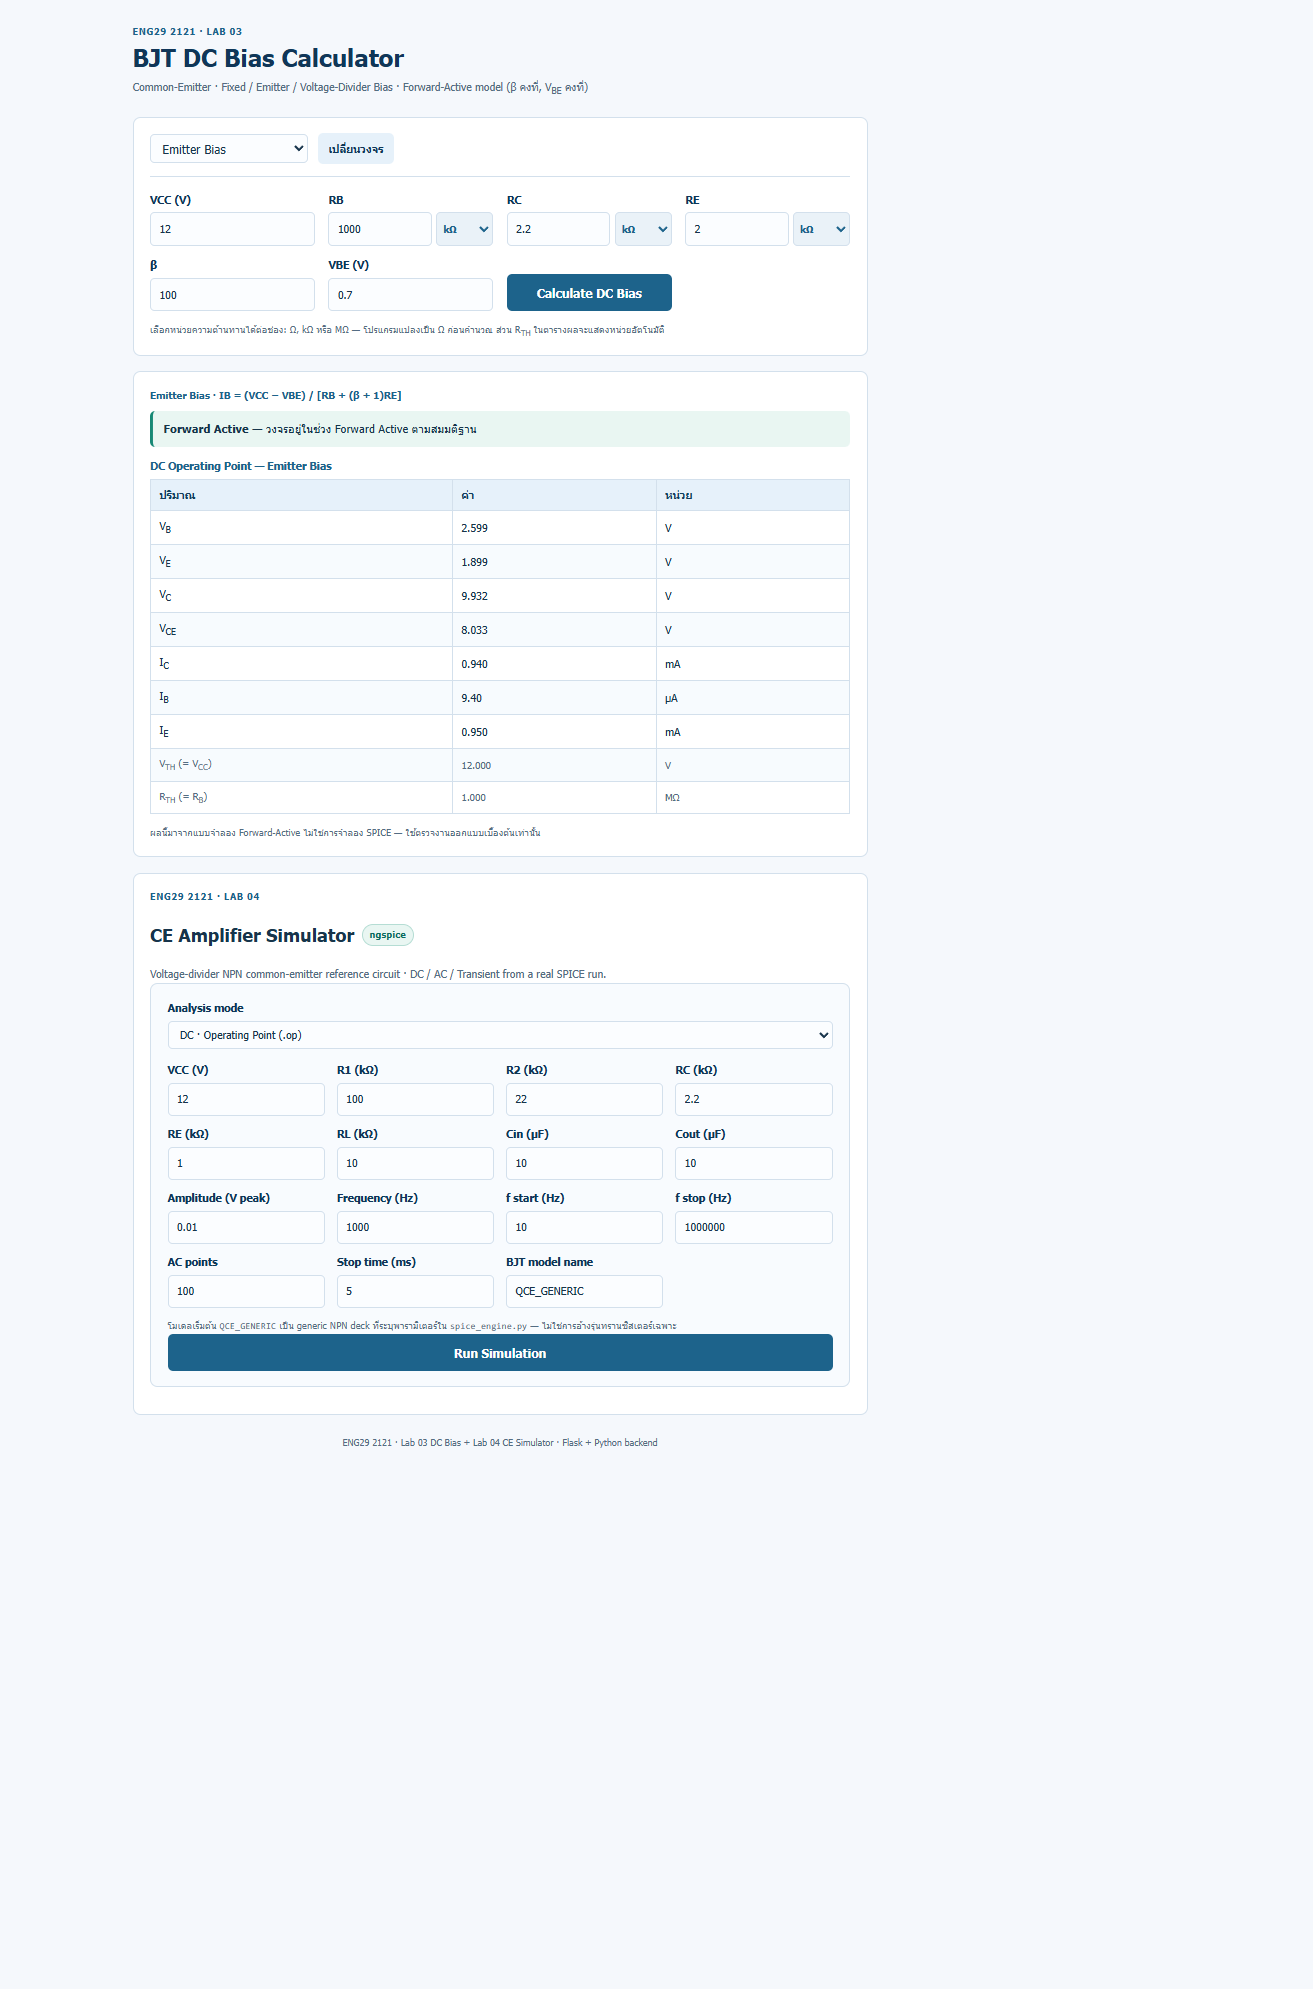 ENG29 2121 · LAB 03
BJT DC Bias Calculator
Common-Emitter · Fixed / Emitter / Voltage-Divider Bias · Forward-Active model (β คงที่, VBE คงที่)
Emitter Bias เปลี่ยนวงจร
VCC (V) RB RC RE
12 1000 kΩ 2.2 kΩ 2 kΩ
β VBE (V)
100 0.7 Calculate DC Bias
เลือกหน่วยความต้านทานได้ต่อช่อง: Ω, kΩ หรือ MΩ — โปรแกรมแปลงเป็น Ω ก่อนคำนวณ ส่วน RTH ในตารางผลจะแสดงหน่วยอัตโนมัติ
Emitter Bias · IB = (VCC − VBE) / [RB + (β + 1)RE]
Forward Active — วงจรอยู่ในช่วง Forward Active ตามสมมติฐาน
DC Operating Point — Emitter Bias
ปริมาณ ค่า หน่วย
VB 2.599 V
VE 1.899 V
VC 9.932 V
VCE 8.033 V
IC 0.940 mA
IB 9.40 µA
IE 0.950 mA
VTH (= VCC) 12.000 V
RTH (= RB) 1.000 MΩ
ผลนี้มาจากแบบจำลอง Forward-Active ไม่ใช่การจำลอง SPICE — ใช้ตรวจงานออกแบบเบื้องต้นเท่านั้น
ENG29 2121 · LAB 04
CE Amplifier Simulator ngspice
Voltage-divider NPN common-emitter reference circuit · DC / AC / Transient from a real SPICE run.
Analysis mode
DC · Operating Point (.op)
VCC (V) R1 (kΩ) R2 (kΩ) RC (kΩ)
12 100 22 2.2
RE (kΩ) RL (kΩ) Cin (µF) Cout (µF)
1 10 10 10
Amplitude (V peak) Frequency (Hz) f start (Hz) f stop (Hz)
0.01 1000 10 1000000
AC points Stop time (ms) BJT model name
100 5 QCE_GENERIC
โมเดลเริ่มต้น QCE_GENERIC เป็น generic NPN deck ที่ระบุพารามิเตอร์ใน spice_engine.py — ไม่ใช่การอ้างรุ่นทรานซิสเตอร์เฉพาะ
Run Simulation
ENG29 2121 · Lab 03 DC Bias + Lab 04 CE Simulator · Flask + Python backend